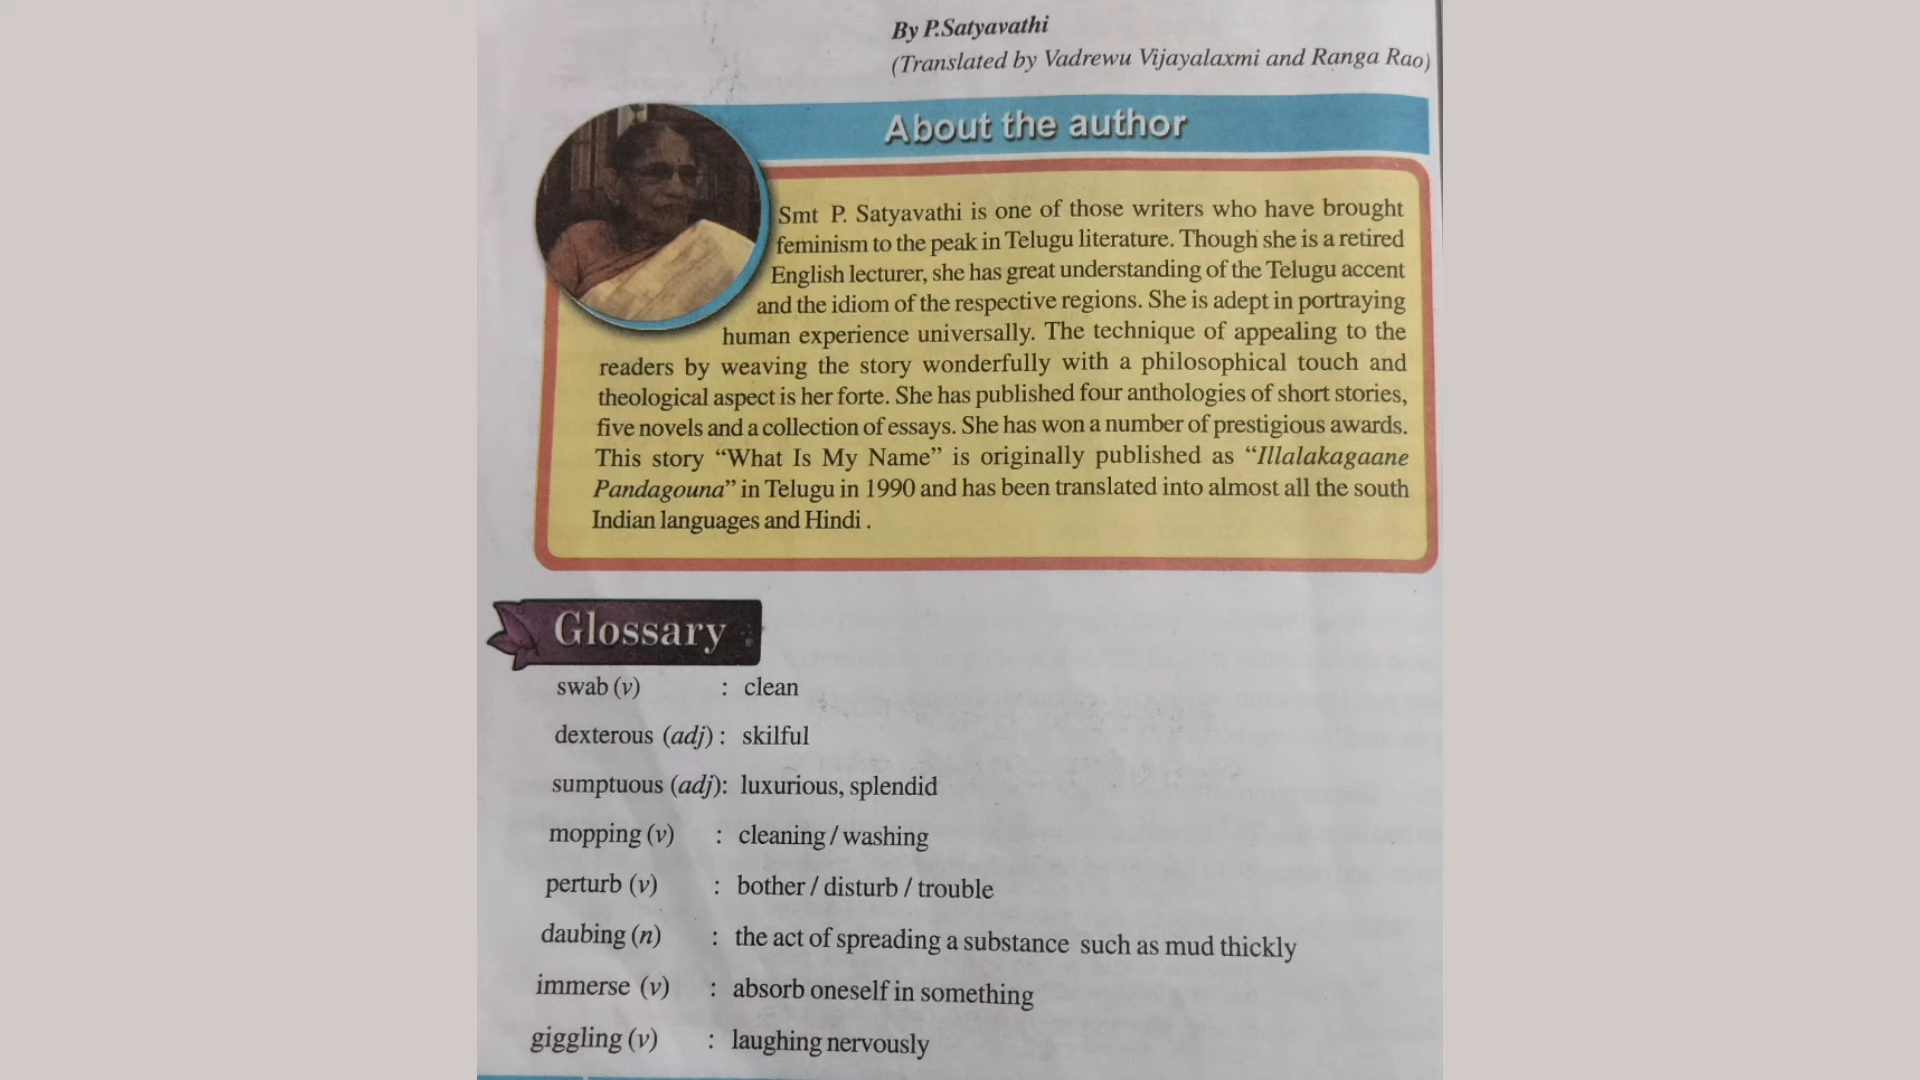 By P.Satyavathi
(Translated by Vadrewu Vijayalaxmi and Ranga Rao)
About the author
Smt P. Satyavathi is one of those writers who have brought
feminism to the peak in Telugu literature. Though she is a retired
English lecturer, she has great understanding of the Telugu accent
and the idiom of the respective regions. She is adept in portraying
human experience universally. The technique of appealing to the
readers by weaving the story wonderfully with a philosophical touch and
theological aspect is her forte. She has published four anthologies of short stories,
five novels and a collection of essays. She has won a number of prestigious awards.
This story “What Is My Name” is originally published as “Illalakagaane
Pandagouna” in Telugu in 1990 and has been translated into almost all the south
Indian languages and Hindi .
Glossary
swab (v) : clean
dexterous (adj) : skilful
sumptuous (adj): luxurious, splendid
mopping (v) : cleaning / washing
perturb (v) : bother / disturb / trouble
daubing (n) : the act of spreading a substance such as mud thickly
immerse (v) : absorb oneself in something
giggling (v) : laughing nervously